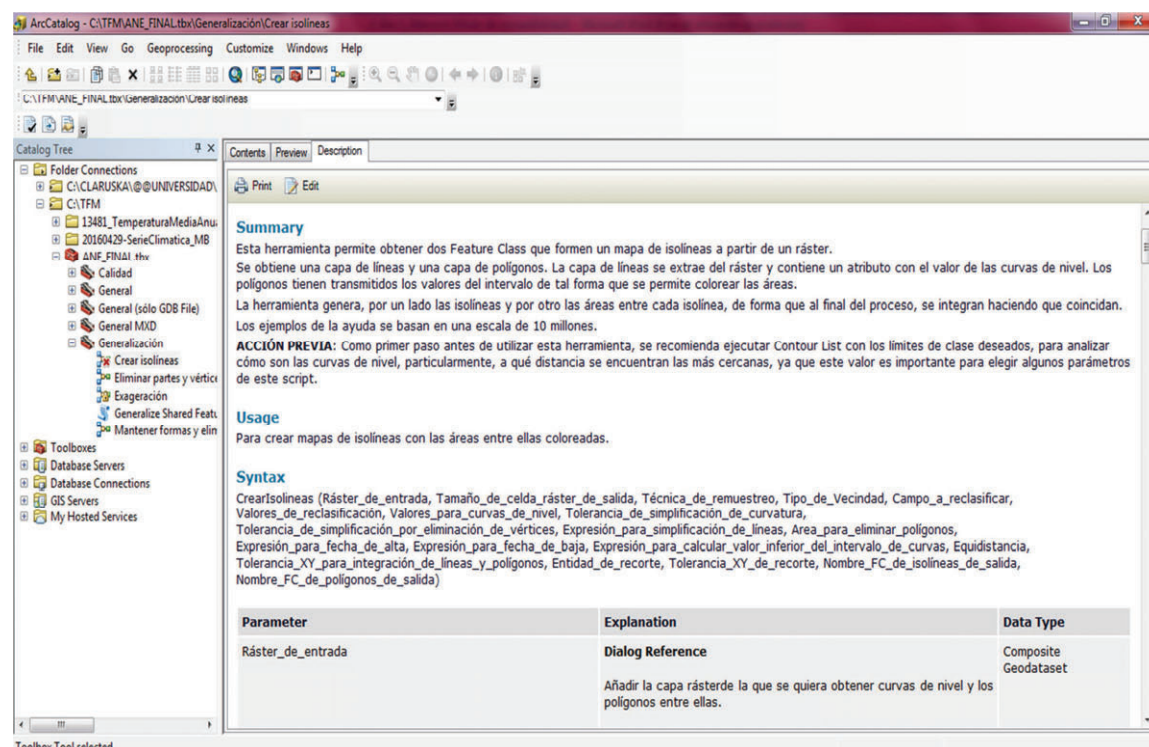 ArcCatalog - C:\TFM\ANE_FINAL.tbx\Generalización\Crear isolíneas
File Edit View Go Geoprocessing Customize Windows Help
C:\TFM\ANE_FINAL.tbx\Generalización\Crear isolíneas
Catalog Tree
Folder Connections
C:\CLARUSKA\@@UNIVERSIDAD\
C:\TFM
13481_TemperaturaMediaAnu
20160429-SerieClimatica_MB
ANE_FINAL.tbx
Calidad
General
General (sólo GDB File)
General MXD
Generalización
Crear isolíneas
Eliminar partes y vértice
Exageración
Generalize Shared Featu
Mantener formas y elin
Toolboxes
Database Servers
Database Connections
GIS Servers
My Hosted Services
Contents Preview Description
Print Edit
Summary
Esta herramienta permite obtener dos Feature Class que formen un mapa de isolíneas a partir de un ráster.
Se obtiene una capa de líneas y una capa de polígonos. La capa de líneas se extrae del ráster y contiene un atributo con el valor de las curvas de nivel. Los
polígonos tienen transmitidos los valores del intervalo de tal forma que se permite colorear las áreas.
La herramienta genera, por un lado las isolíneas y por otro las áreas entre cada isolínea, de forma que al final del proceso, se integran haciendo que coincidan.
Los ejemplos de la ayuda se basan en una escala de 10 millones.
ACCIÓN PREVIA: Como primer paso antes de utilizar esta herramienta, se recomienda ejecutar Contour List con los límites de clase deseados, para analizar
cómo son las curvas de nivel, particularmente, a qué distancia se encuentran las más cercanas, ya que este valor es importante para elegir algunos parámetros
de este script.
Usage
Para crear mapas de isolíneas con las áreas entre ellas coloreadas.
Syntax
CrearIsolineas (Ráster_de_entrada, Tamaño_de_celda_ráster_de_salida, Técnica_de_remuestreo, Tipo_de_Vecindad, Campo_a_reclasificar,
Valores_de_reclasificación, Valores_para_curvas_de_nivel, Tolerancia_de_simplificación_de_curvatura,
Tolerancia_de_simplificación_por_eliminación_de_vértices, Expresión_para_simplificación_de_líneas, Area_para_eliminar_polígonos,
Expresión_para_fecha_de_alta, Expresión_para_fecha_de_baja, Expresión_para_calcular_valor_inferior_del_intervalo_de_curvas, Equidistancia,
Tolerancia_XY_para_integración_de_líneas_y_polígonos, Entidad_de_recorte, Tolerancia_XY_de_recorte, Nombre_FC_de_isolíneas_de_salida,
Nombre_FC_de_polígonos_de_salida)
Parameter Explanation Data Type
Ráster_de_entrada Dialog Reference Composite
Geodataset
Añadir la capa rásterde la que se quiera obtener curvas de nivel y los
polígonos entre ellas.
Toolbox Tool selected